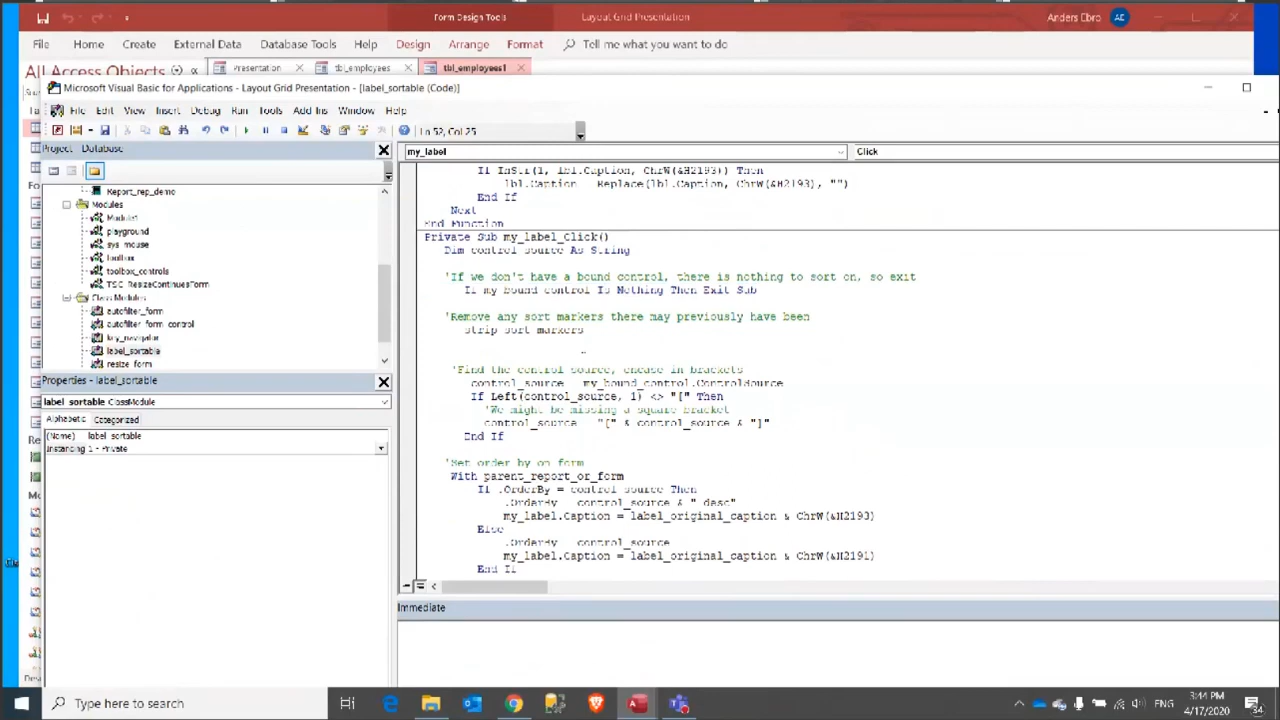 Form Design Tools
Layout Grid Presentation
Anders Ebro
AE
File
Home
Create
External Data
Database Tools
Help
Design
Arrange
Format
Tell me what you want to do
All Access Objects
Presentation
tbl_employees
tbl_employees1
Microsoft Visual Basic for Applications - Layout Grid Presentation - [label_sortable (Code)]
File
Edit
View
Insert
Debug
Run
Tools
Add Ins
Window
Help
Ln 52, Col 25
Project Database
my_label
Click
Report_rep_demo
Modules
Module1
playground
sys_mouse
toolbox
toolbox_controls
TSC_ResizeContinuesForm
Class Modules
autofilter_form
autofilter_form_control
key_navigator
label_sortable
resize_form
Properties - label_sortable
label_sortable ClassModule
Alphabetic
Categorized
(Name) label_sortable
Instancing 1 - Private
If InStr(1, lbl.Caption, ChrW(&H2193)) Then
lbl.Caption = Replace(lbl.Caption, ChrW(&H2193), "")
End If
Next
End Function
Private Sub my_label_Click()
Dim control_source As String
'If we don't have a bound control, there is nothing to sort on, so exit
If my_bound_control Is Nothing Then Exit Sub
'Remove any sort markers there may previously have been
strip_sort_markers
'Find the control source, encase in brackets
control_source = my_bound_control.ControlSource
If Left(control_source, 1) <> "[" Then
'We might be missing a square bracket
control_source = "[" & control_source & "]"
End If
'Set order by on form
With parent_report_or_form
If .OrderBy = control_source Then
.OrderBy = control_source & " desc"
my_label.Caption = label_original_caption & ChrW(&H2193)
Else
.OrderBy = control_source
my_label.Caption = label_original_caption & ChrW(&H2191)
End If
Immediate
Type here to search
ENG
3:44 PM
4/17/2020